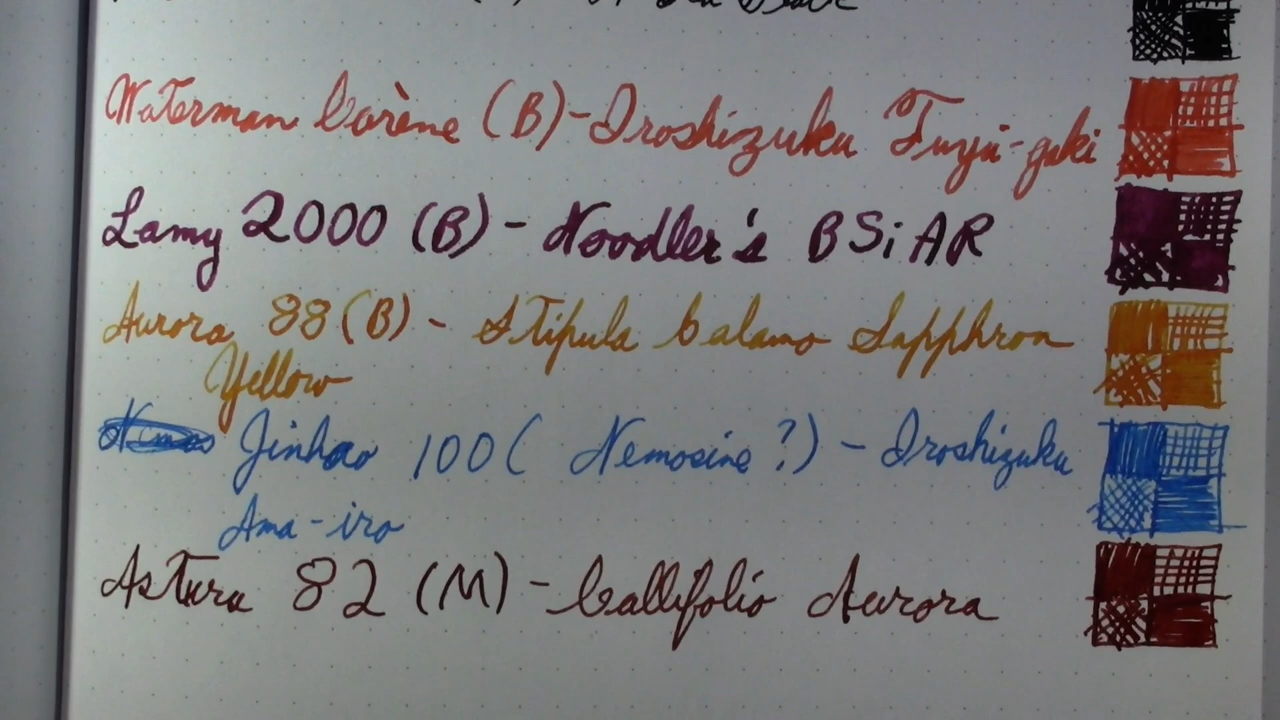 Waterman Carène (B)-Iroshizuku Fuyu-gaki
Lamy 2000 (B) - Noodler's BSiAR
Aurora 88 (B) - Stipula Calamo Sapphron
Yellow
Jinhao 100 ( Nemosine ?) - Iroshizuku
Ama-iro
Astura 82 (M) - Callifolio Aurora